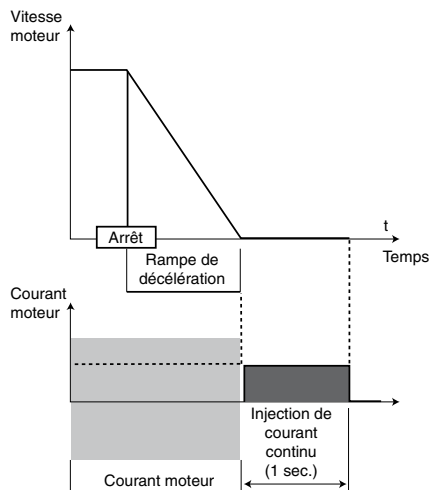 Vitesse
moteur
t
Arrêt
Temps
Rampe de
décélération
Courant
moteur
Injection de
courant
continu
(1 sec.)
Courant moteur